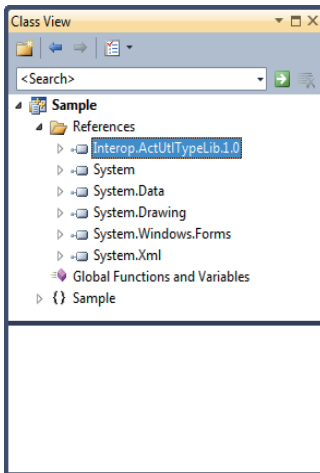 Class View
<Search>
Sample
References
Interop.ActUtlTypeLib.1.0
System
System.Data
System.Drawing
System.Windows.Forms
System.Xml
Global Functions and Variables
{} Sample